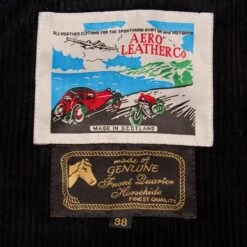 ALL WEATHER CLOTHING FOR THE SPORTSMAN AVIATOR AND MOTORIST
AERO
LEATHER CO
MADE IN SCOTLAND
made of
GENUINE
Front Quarter
Horsehide
FINEST QUALITY
38